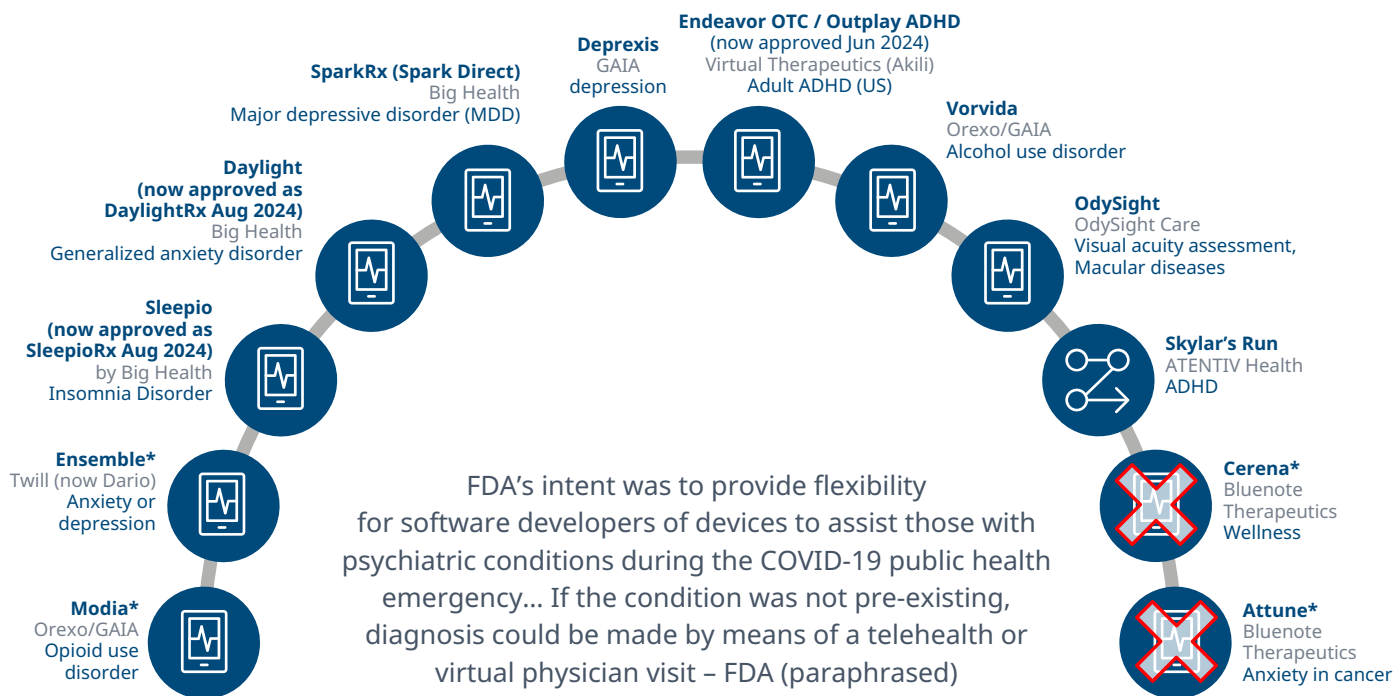 Endeavor OTC / Outplay ADHD
(now approved Jun 2024)
Virtual Therapeutics (Akili)
Adult ADHD (US)
Deprexis
GAIA
depression
SparkRx (Spark Direct)
Big Health
Major depressive disorder (MDD)
Vorvida
Orexo/GAIA
Alcohol use disorder
Daylight
(now approved as
DaylightRx Aug 2024)
Big Health
Generalized anxiety disorder
OdySight
OdySight Care
Visual acuity assessment,
Macular diseases
Sleepio
(now approved as
SleepioRx Aug 2024)
by Big Health
Insomnia Disorder
Skylar’s Run
ATENTIV Health
ADHD
Ensemble*
Twill (now Dario)
Anxiety or
depression
Cerena*
Bluenote
Therapeutics
Wellness
Modia*
Orexo/GAIA
Opioid use
disorder
Attune*
Bluenote
Therapeutics
Anxiety in cancer
FDA’s intent was to provide flexibility
for software developers of devices to assist those with
psychiatric conditions during the COVID-19 public health
emergency... If the condition was not pre-existing,
diagnosis could be made by means of a telehealth or
virtual physician visit – FDA (paraphrased)